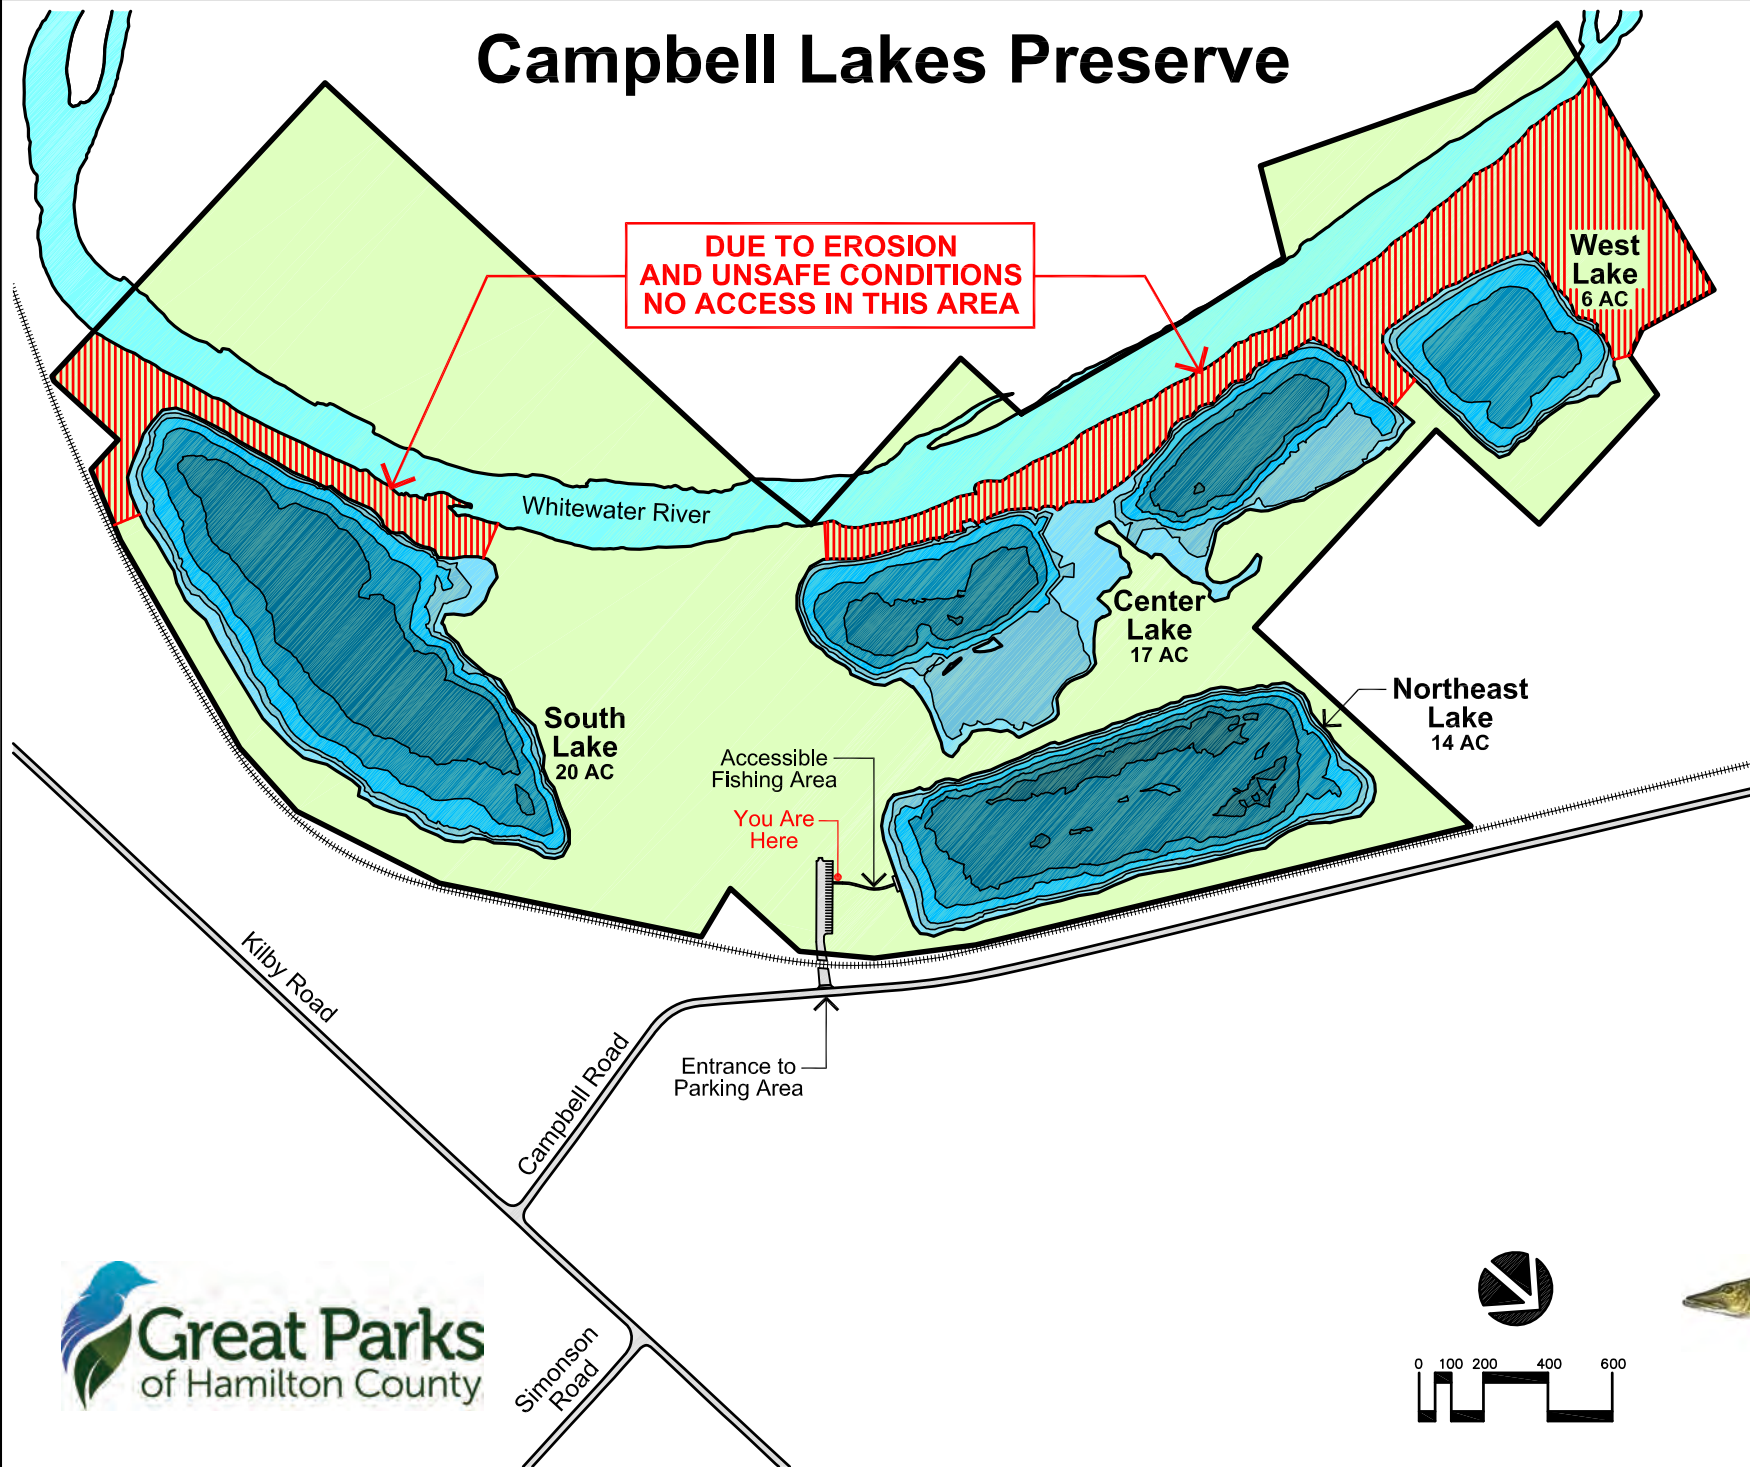 Campbell Lakes Preserve
DUE TO EROSION
AND UNSAFE CONDITIONS
NO ACCESS IN THIS AREA
West
Lake
6 AC
Whitewater River
Center
Lake
17 AC
Northeast
Lake
14 AC
South
Lake
20 AC
Accessible
Fishing Area
You Are
Here
Kilby Road
Campbell Road
Entrance to
Parking Area
Simonson
Road
Great Parks
of Hamilton County
0 100 200 400 600